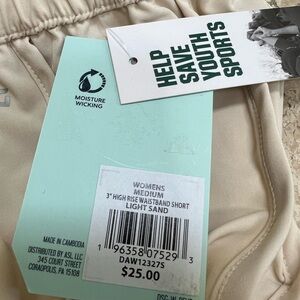 HELP
SAVE
YOUTH
SPORTS
MOISTURE
WICKING
WOMENS
MEDIUM
3" HIGH RISE WAISTBAND SHORT
LIGHT SAND
1 96358 07529 3
DAW12327S
$25.00
MADE IN CAMBODIA
DISTRIBUTED BY ASL, LLC
345 COURT STREET
CORAOPOLIS, PA 15108